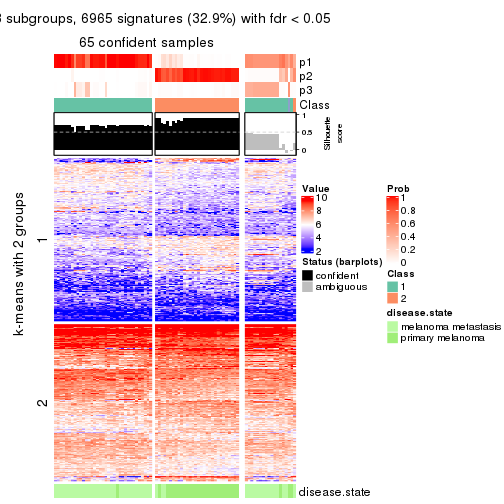 3 subgroups, 6965 signatures (32.9%) with fdr < 0.05
65 confident samples
p1
p2
p3
Class
1
0.5
0
Silhouette
score
k-means with 2 groups
1
2
Value
10
8
6
4
2
Status (barplots)
confident
ambiguous
Prob
1
0.8
0.6
0.4
0.2
0
Class
1
2
disease.state
melanoma metastasis
primary melanoma
disease.state